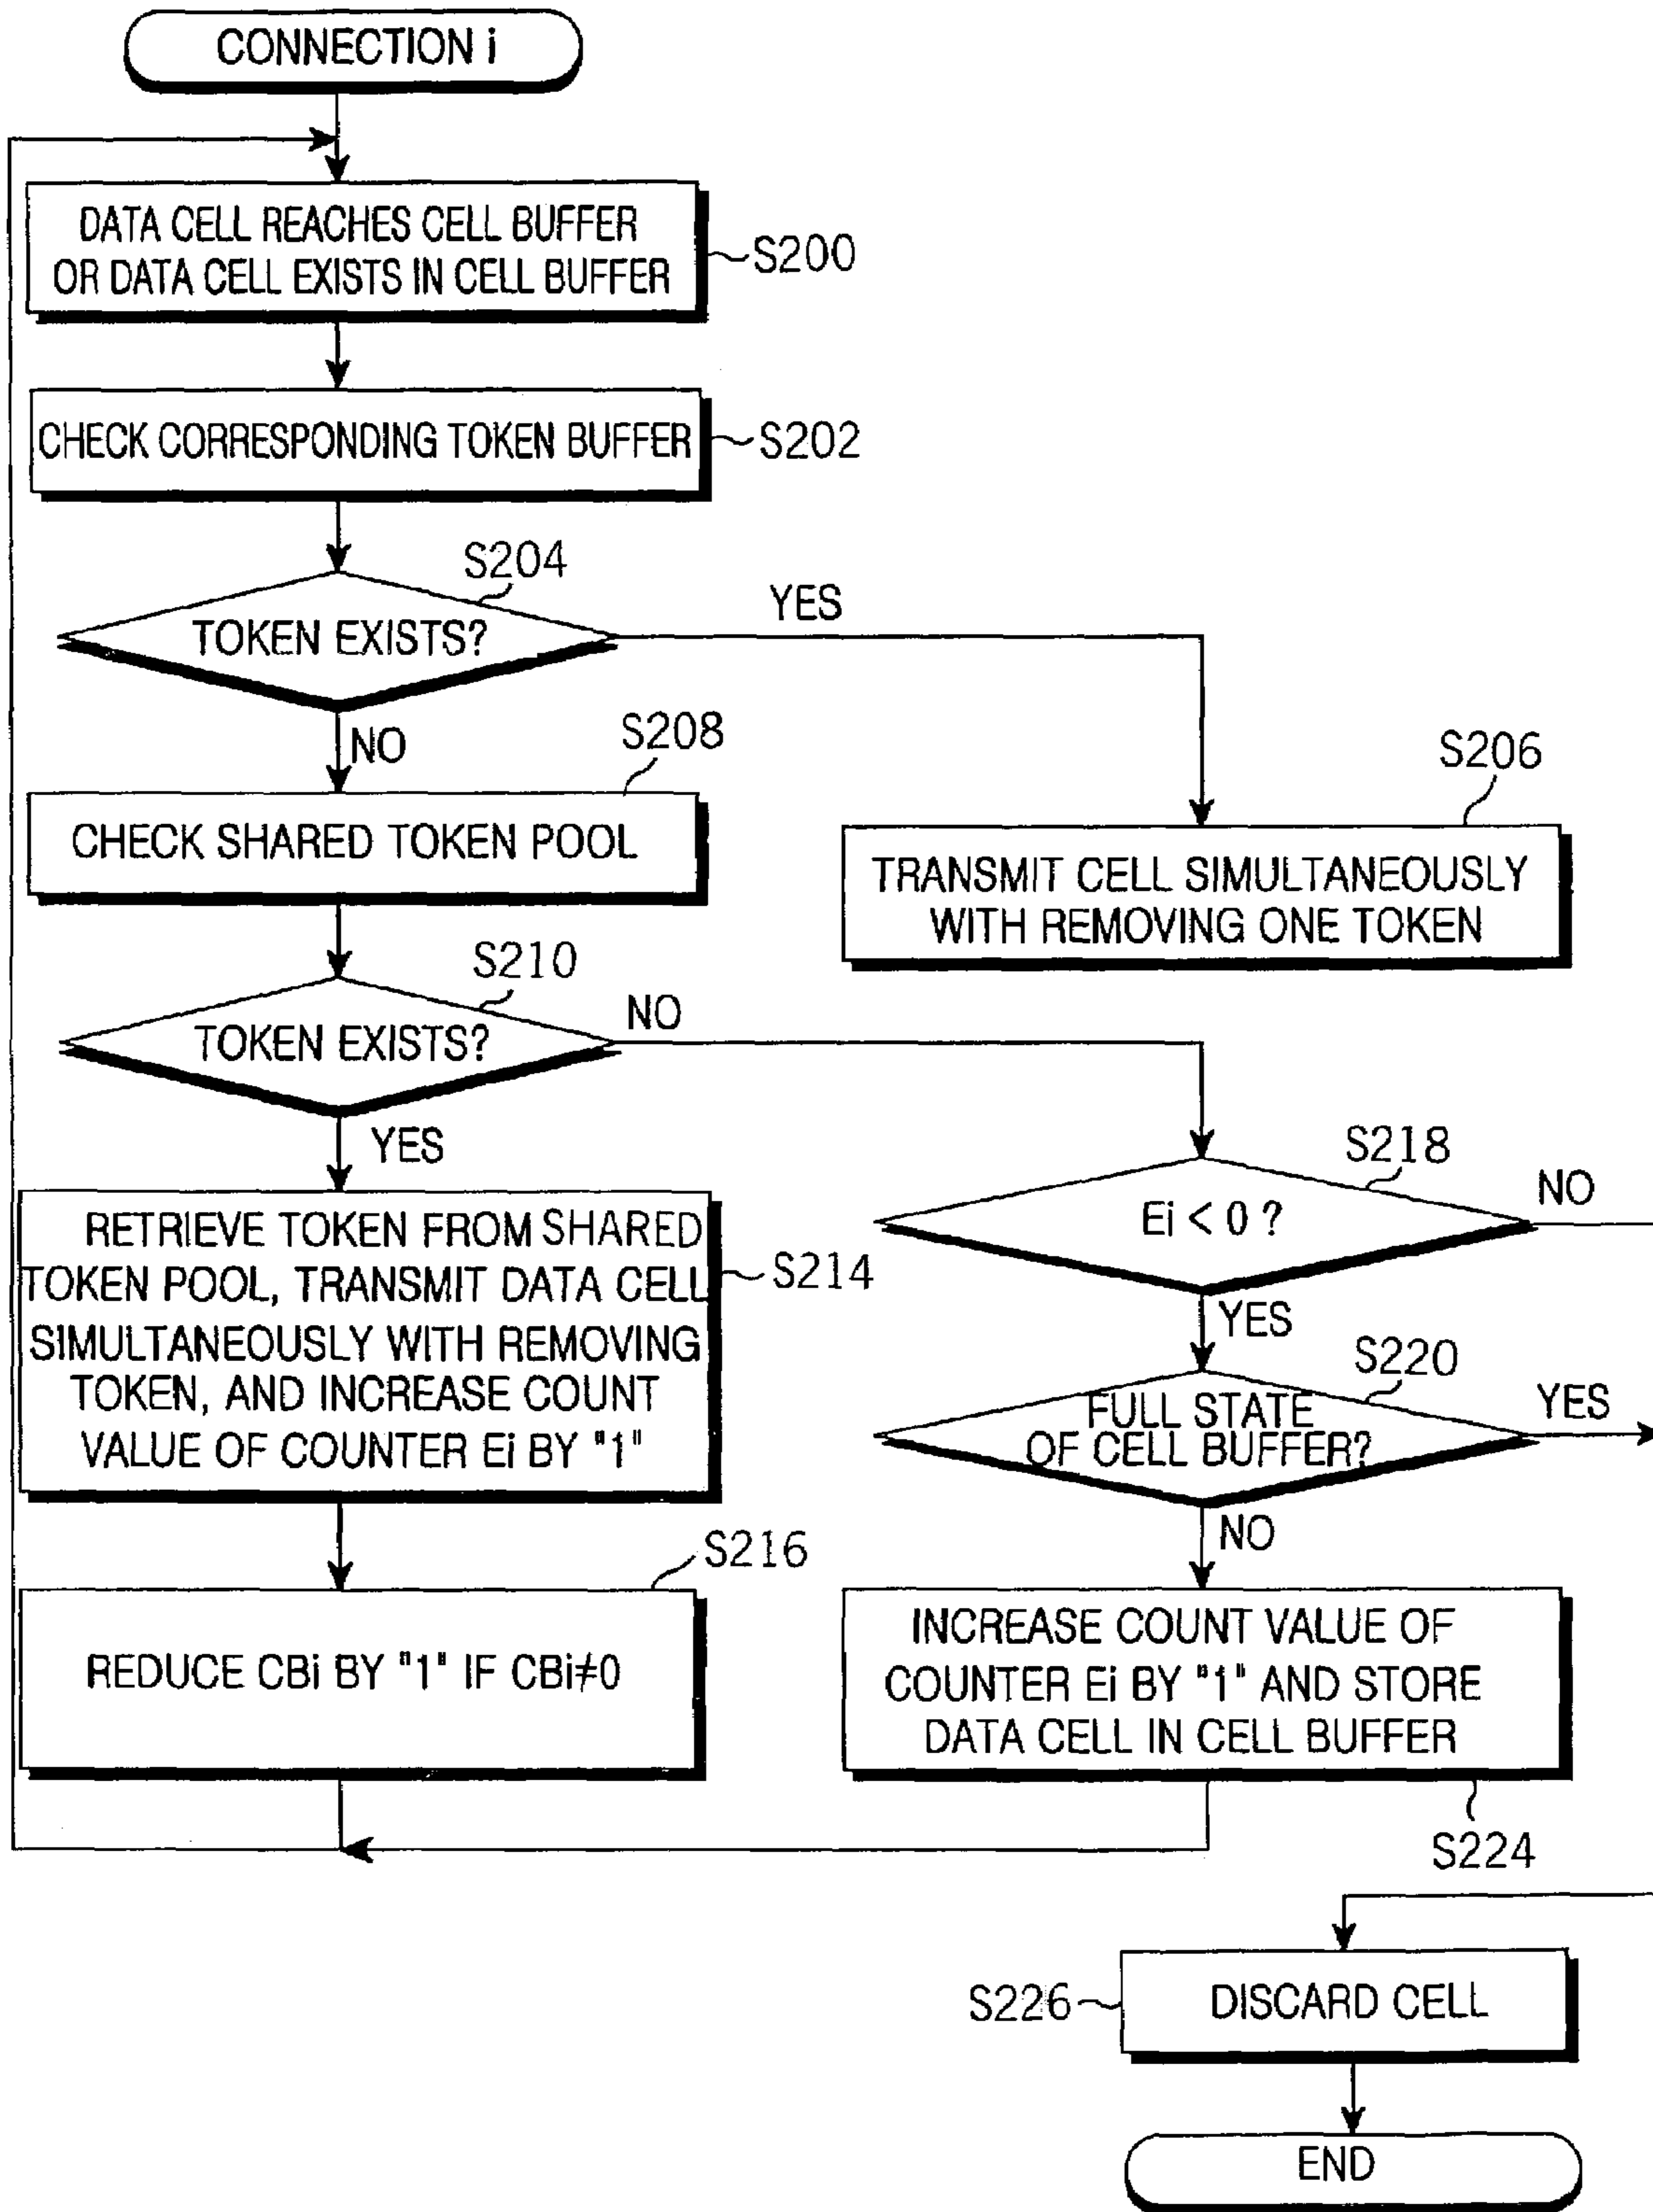 CONNECTION i
DATA CELL REACHES CELL BUFFER
OR DATA CELL EXISTS IN CELL BUFFER
S200
CHECK CORRESPONDING TOKEN BUFFER
S202
S204
TOKEN EXISTS?
YES
NO
S208
CHECK SHARED TOKEN POOL
S206
TRANSMIT CELL SIMULTANEOUSLY
WITH REMOVING ONE TOKEN
S210
TOKEN EXISTS?
NO
YES
RETRIEVE TOKEN FROM SHARED
TOKEN POOL, TRANSMIT DATA CELL
SIMULTANEOUSLY WITH REMOVING
TOKEN, AND INCREASE COUNT
VALUE OF COUNTER Ei BY "1"
S214
S218
Ei < 0 ?
NO
YES
S220
FULL STATE
OF CELL BUFFER?
YES
NO
S216
REDUCE CBi BY "1" IF CBi≠0
INCREASE COUNT VALUE OF
COUNTER Ei BY "1" AND STORE
DATA CELL IN CELL BUFFER
S224
S226
DISCARD CELL
END